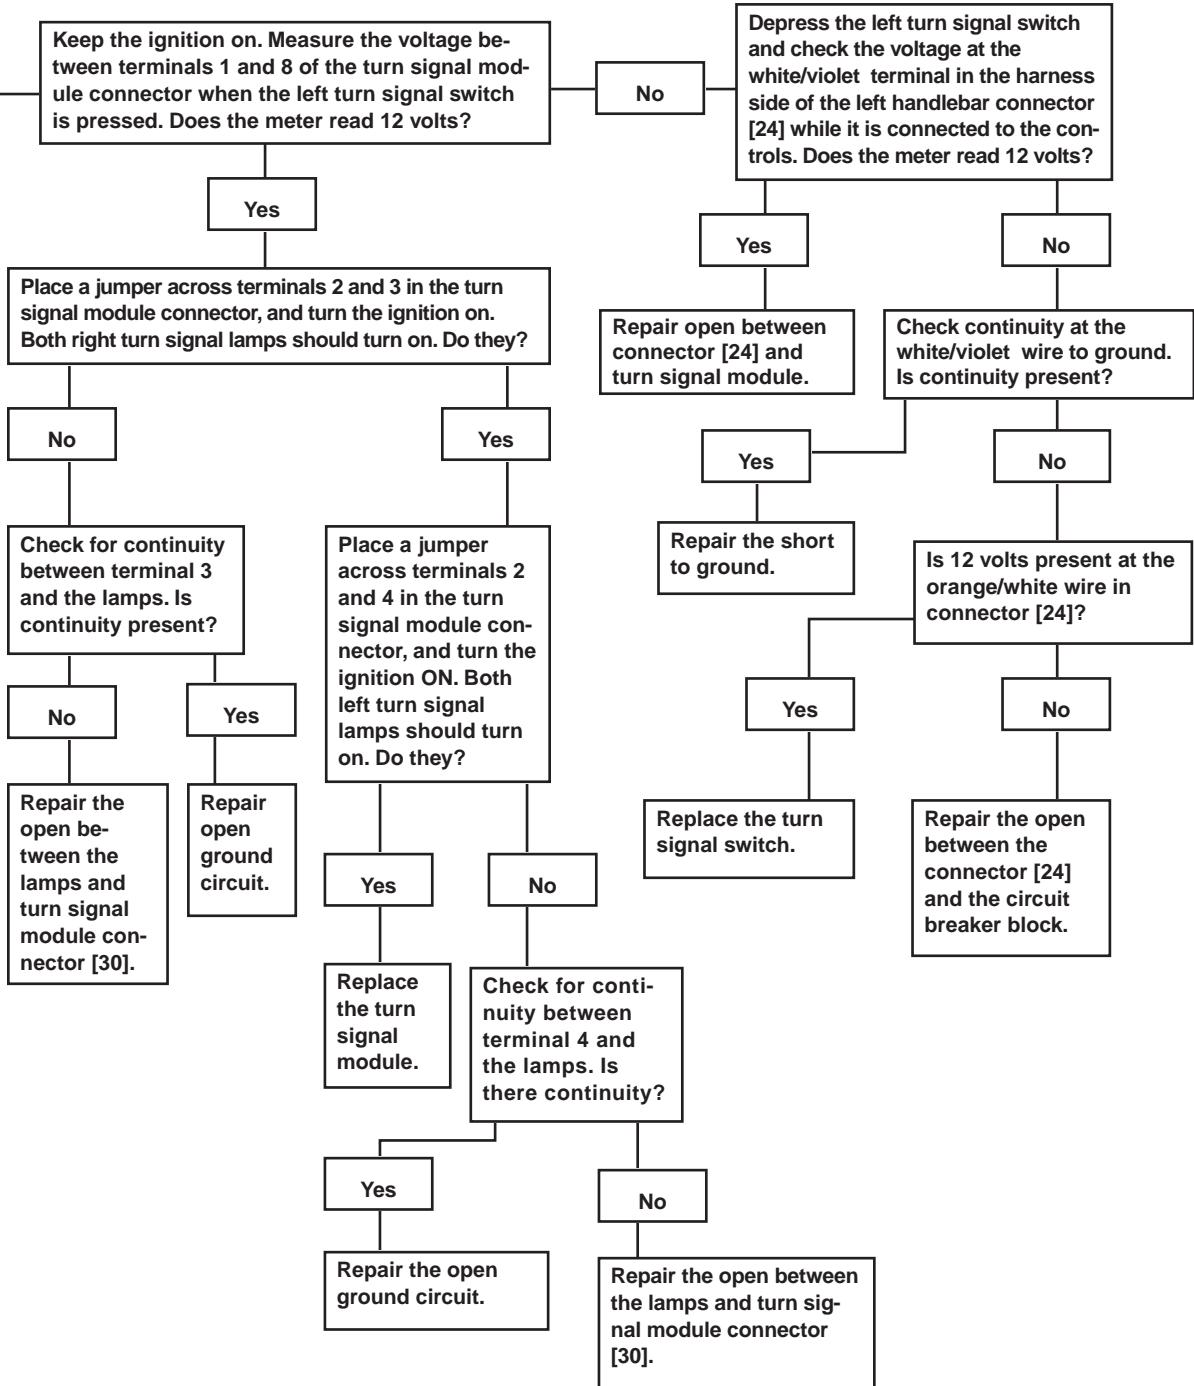 Keep the ignition on. Measure the voltage be-
tween terminals 1 and 8 of the turn signal mod-
ule connector when the left turn signal switch
is pressed. Does the meter read 12 volts?
No
Depress the left turn signal switch
and check the voltage at the
white/violet terminal in the harness
side of the left handlebar connector
[24] while it is connected to the con-
trols. Does the meter read 12 volts?
Yes
Yes
No
Place a jumper across terminals 2 and 3 in the turn
signal module connector, and turn the ignition on.
Both right turn signal lamps should turn on. Do they?
Repair open between
connector [24] and
turn signal module.
Check continuity at the
white/violet wire to ground.
Is continuity present?
No
Yes
Yes
No
Check for continuity
between terminal 3
and the lamps. Is
continuity present?
Place a jumper
across terminals 2
and 4 in the turn
signal module con-
nector, and turn the
ignition ON. Both
left turn signal
lamps should turn
on. Do they?
Repair the short
to ground.
Is 12 volts present at the
orange/white wire in
connector [24]?
No
Yes
Yes
No
Repair the
open be-
tween the
lamps and
turn signal
module con-
nector [30].
Repair
open
ground
circuit.
Replace the turn
signal switch.
Repair the open
between the
connector [24]
and the circuit
breaker block.
Yes
No
Replace
the turn
signal
module.
Check for conti-
nuity between
terminal 4 and
the lamps. Is
there continuity?
Yes
No
Repair the open
ground circuit.
Repair the open between
the lamps and turn sig-
nal module connector
[30].